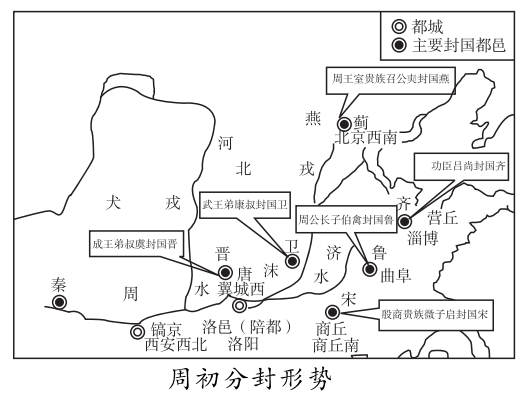 都城
主要封国都邑
周王室贵族召公奭封国燕
燕
蓟
北京西南
河
北
戎
功臣吕尚封国齐
犬
戎
武王弟康叔封国卫
周公长子伯禽封国鲁
齐
营丘
淄博
成王弟叔虞封国晋
晋
唐
翼城西
卫
沫
济
水
鲁
曲阜
秦
周
水
宋
殷商贵族微子启封国宋
镐京
西安西北
洛邑（陪都）
洛阳
商丘
商丘南
周初分封形势